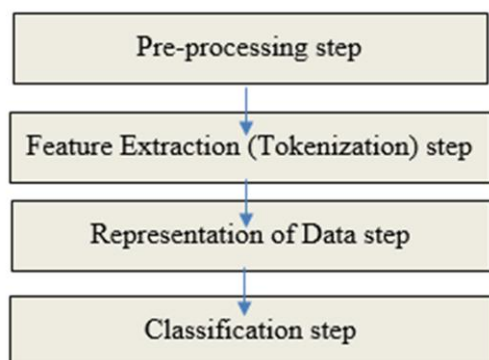 Pre-processing step
Feature Extraction (Tokenization) step
Representation of Data step
Classification step